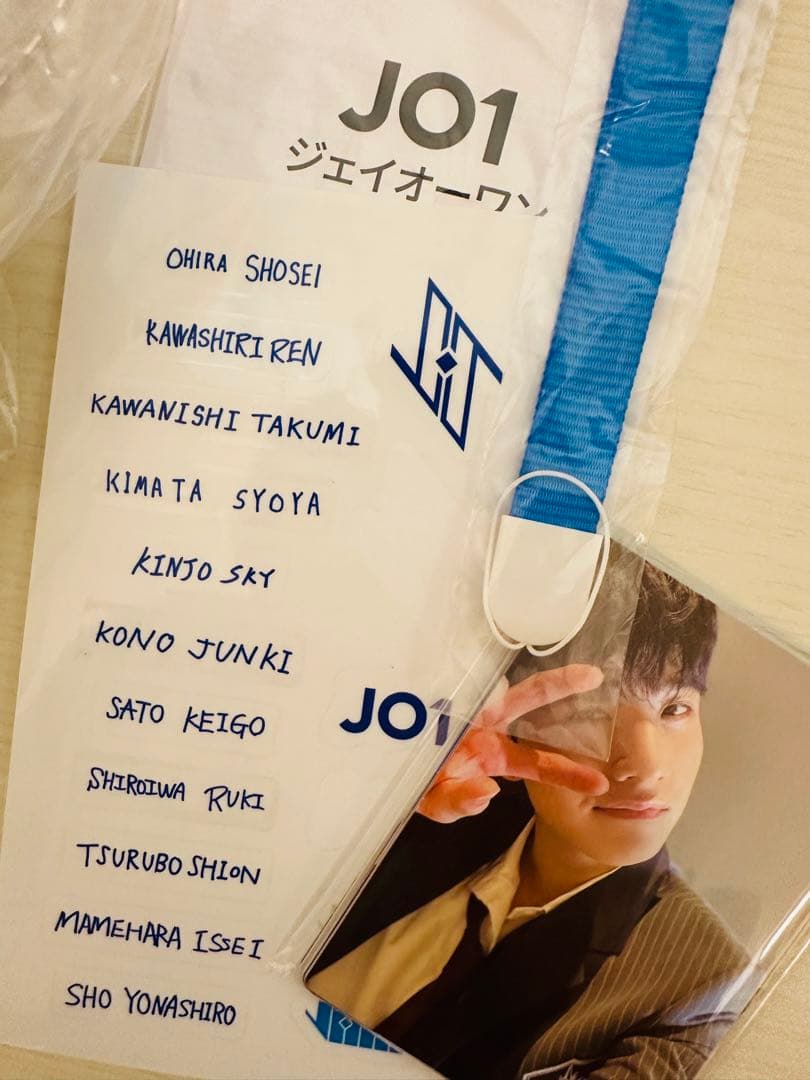 JO1
ジェイオーワン
OHIRA SHOSEI
KAWASHIRI REN
KAWANISHI TAKUMI
KIMATA SYOYA
KINJO SKY
KONO JUNKI
SATO KEIGO
JO1
SHIROIWA RUKI
TSURUBO SHION
MAMEHARA ISSEI
SHO YONASHIRO